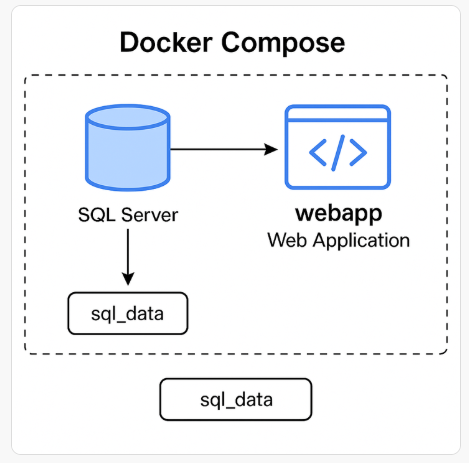 Docker Compose
</>
SQL Server
webapp
Web Application
sql_data
sql_data